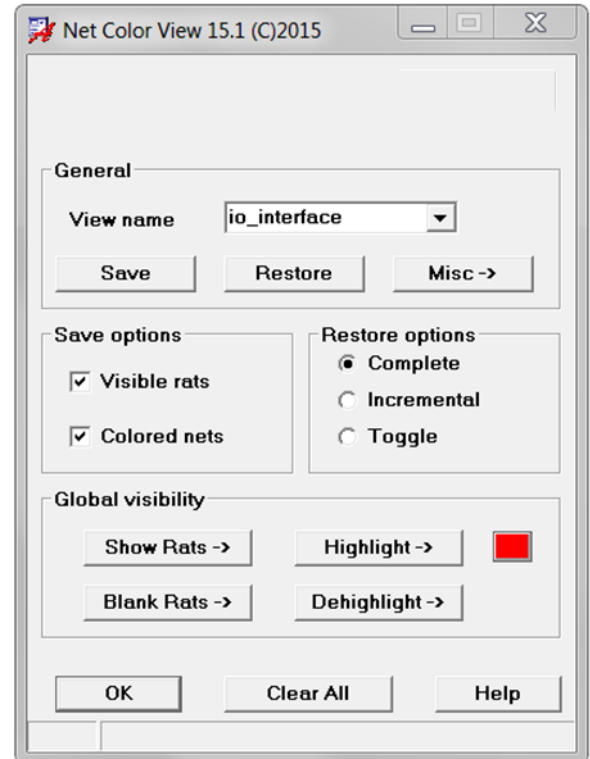 Net Color View 15.1 (C)2015
General
View name io_interface
Save Restore Misc ->
Save options
Visible rats
Colored nets
Restore options
Complete
Incremental
Toggle
Global visibility
Show Rats -> Highlight ->
Blank Rats -> Dehighlight ->
OK Clear All Help